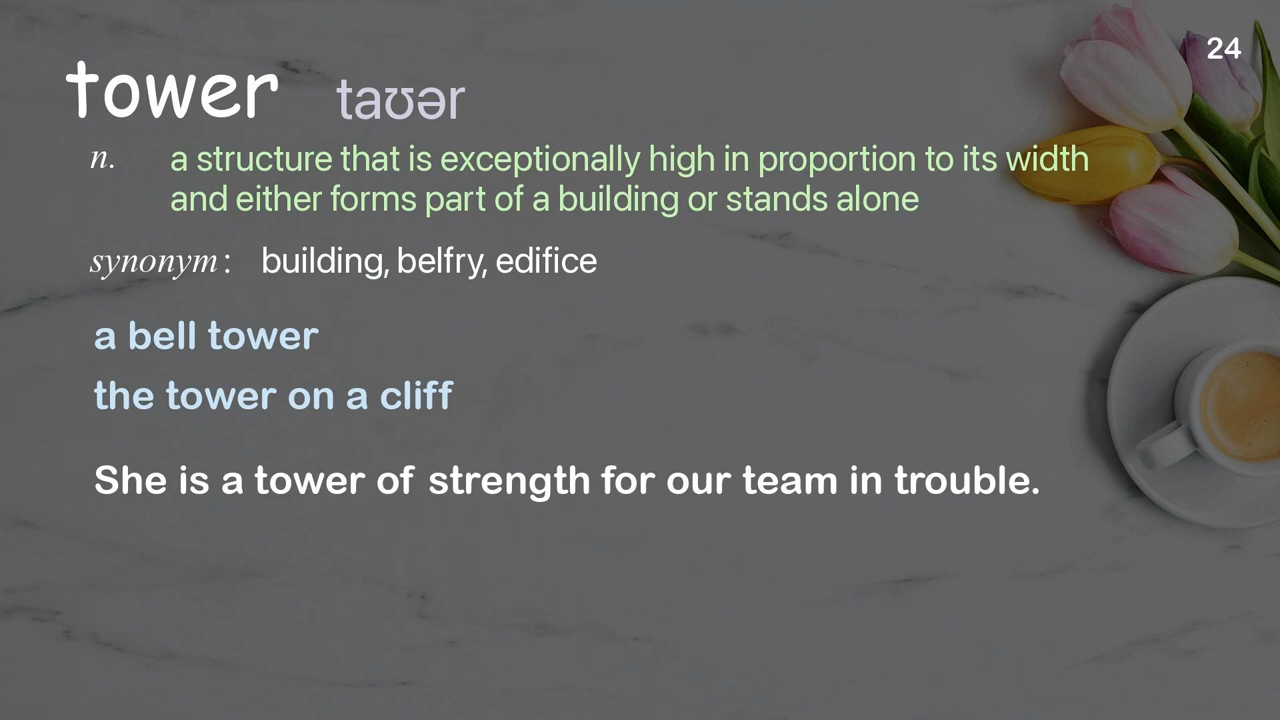 24
tower taʊər
n. a structure that is exceptionally high in proportion to its width
and either forms part of a building or stands alone
synonym: building, belfry, edifice
a bell tower
the tower on a cliff
She is a tower of strength for our team in trouble.